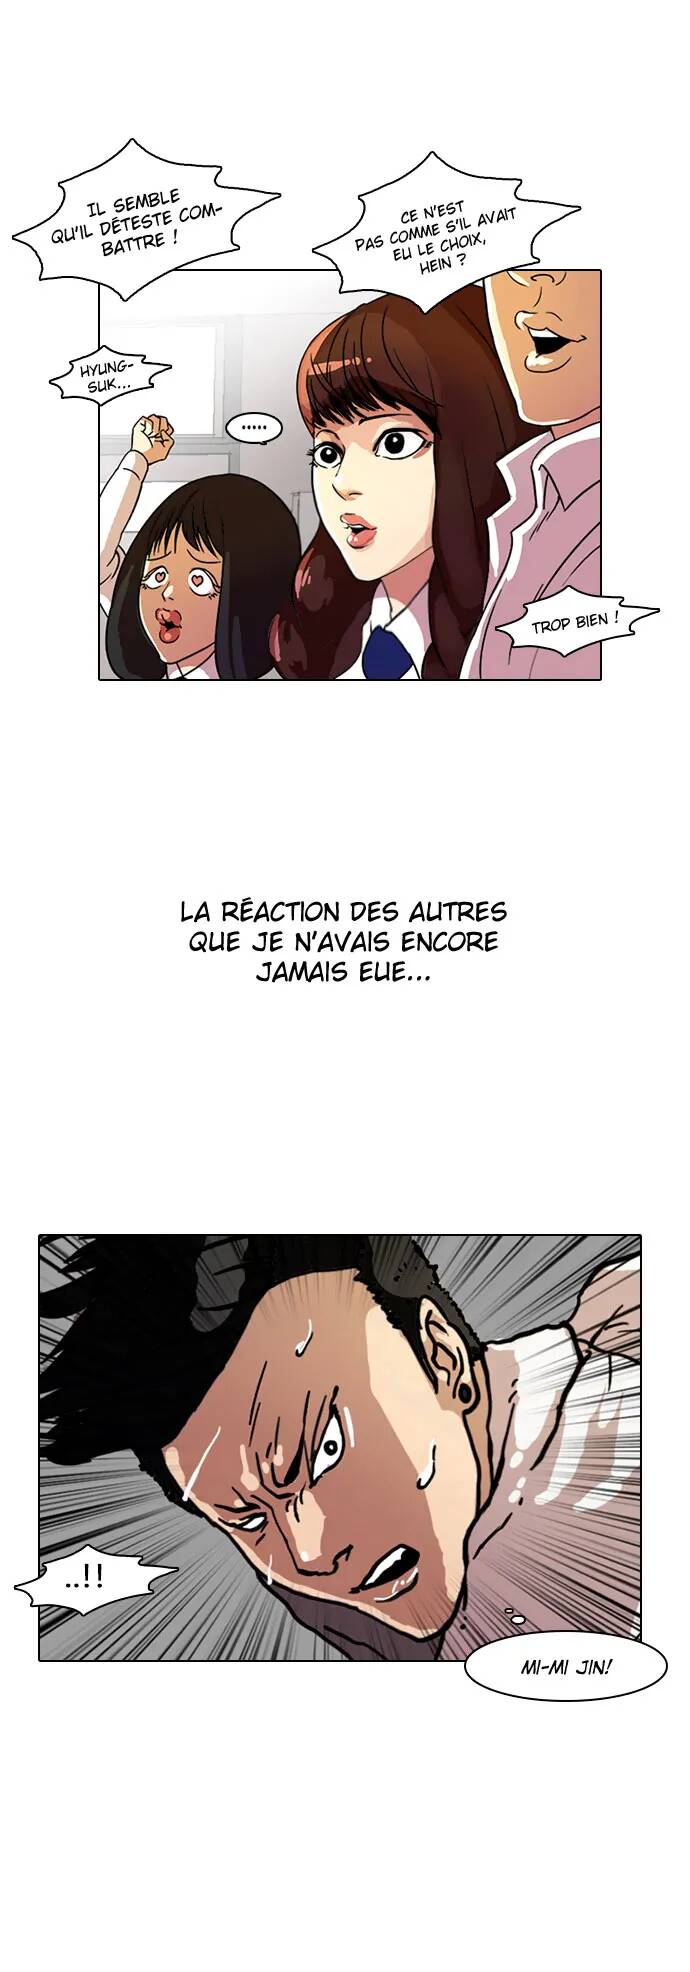 IL SEMBLE
QU'IL DÉTESTE COM-
BATTRE !
CE N'EST
PAS COMME S'IL AVAIT
EU LE CHOIX,
HEIN ?
HYUNG-
SUK...
.....
TROP BIEN !
LA RÉACTION DES AUTRES
QUE JE N'AVAIS ENCORE
JAMAIS EUE...
..!!
MI-MI JIN!